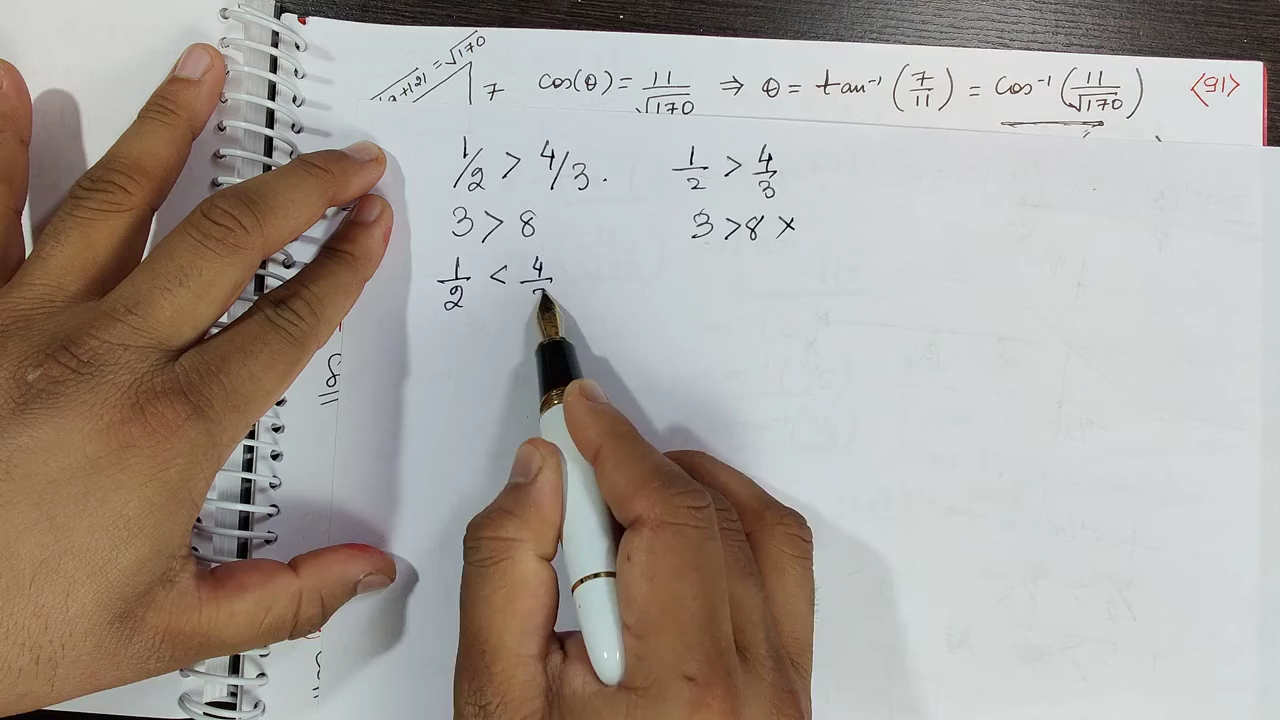 = √170
7
cos(θ) = 11/√170 ⇒ θ = tan⁻¹ (7/11) = cos⁻¹ (11/√170)
<91>
1/2 > 4/3 .
1/2 > 4/3
3 > 8
3 > 8 ×
1/2 < 4/